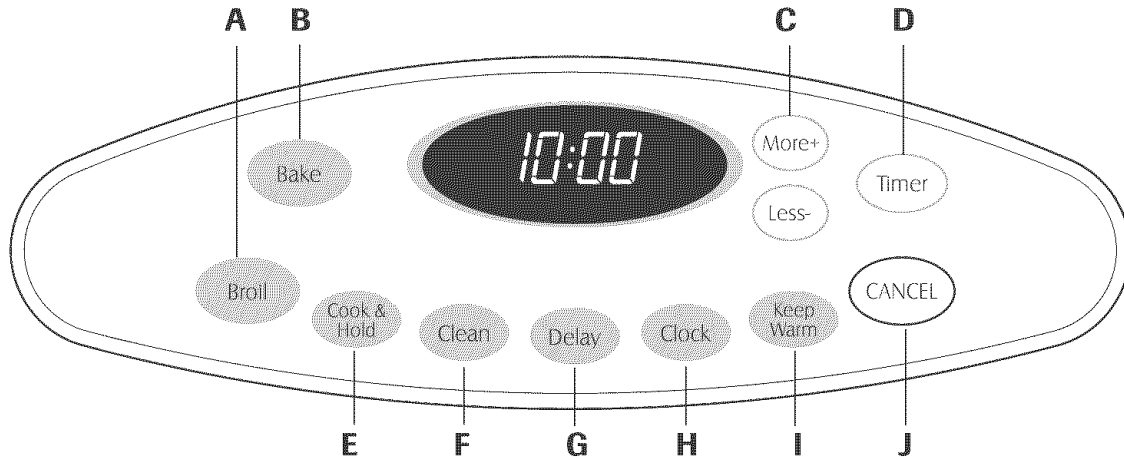 A B C D
10:00
More+
Bake
Timer
Less-
Broil
CANCEL
Cook &
Hold
Clean
Delay
Clock
Keep
Warm
E F G H I J